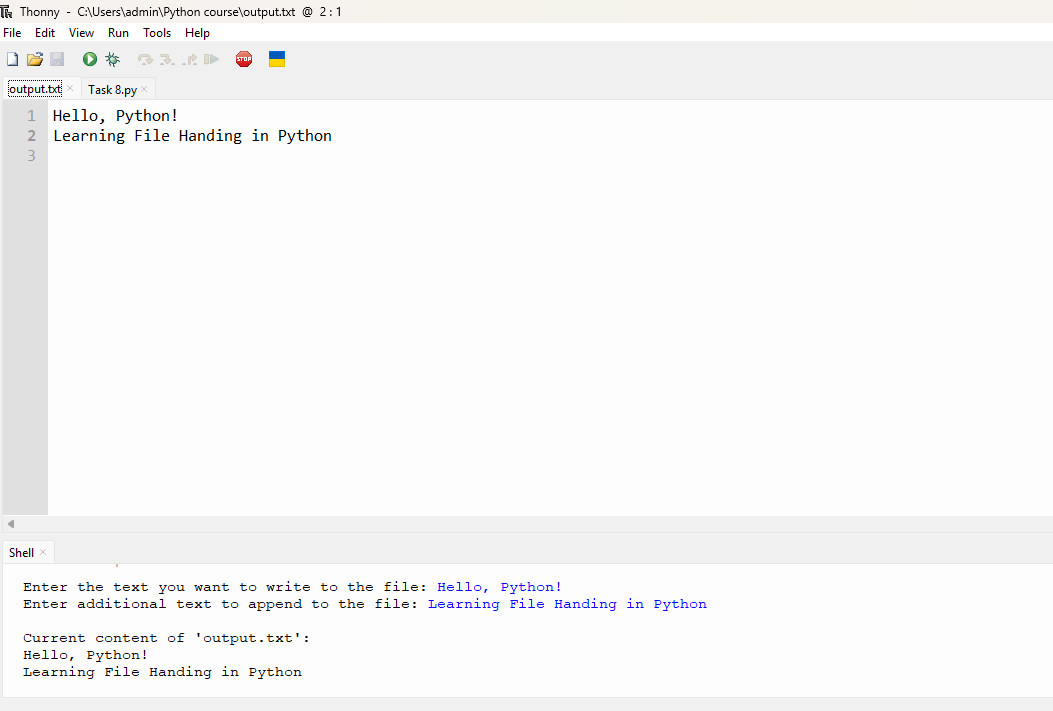 Thonny - C:\Users\admin\Python course\output.txt @ 2 : 1
File Edit View Run Tools Help
STOP
output.txt × Task 8.py ×
1 Hello, Python!
2 Learning File Handing in Python
3
Shell ×
Enter the text you want to write to the file: Hello, Python!
Enter additional text to append to the file: Learning File Handing in Python
Current content of 'output.txt':
Hello, Python!
Learning File Handing in Python